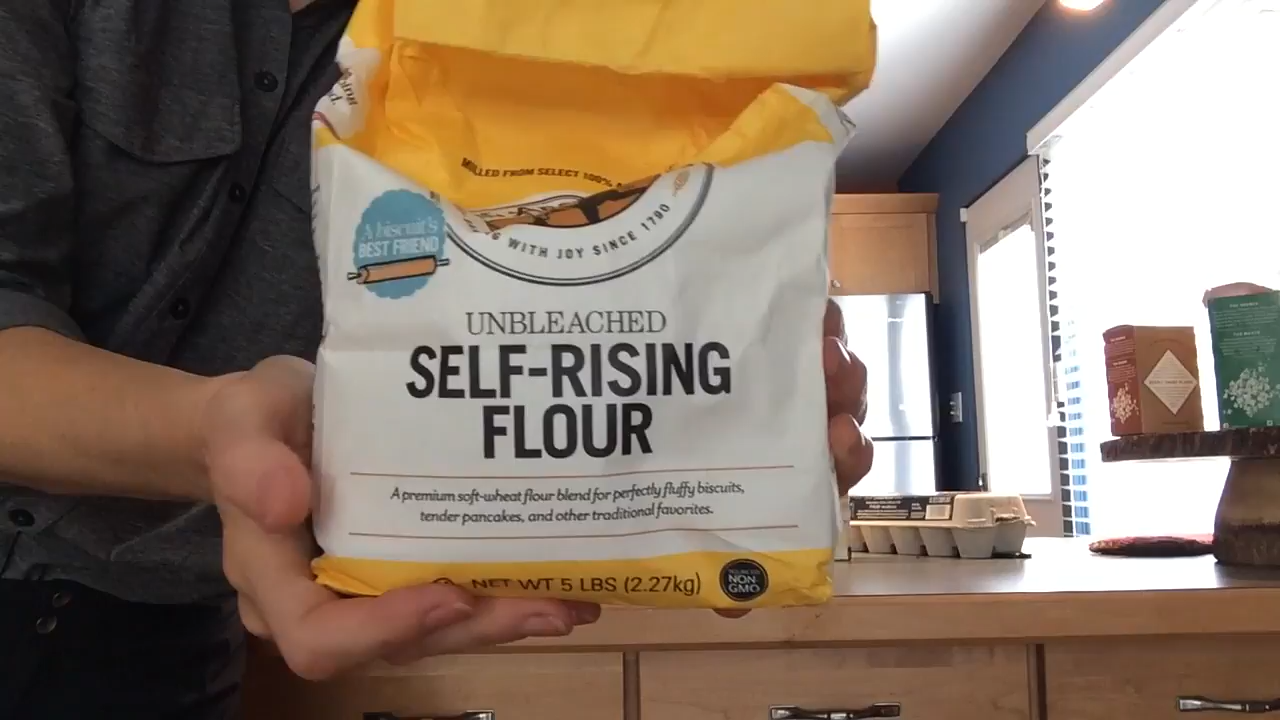 MILLED FROM SELECT 100%
WITH JOY SINCE 1790
A biscuit's
BEST FRIEND
UNBLEACHED
SELF-RISING
FLOUR
A premium soft-wheat flour blend for perfectly fluffy biscuits,
tender pancakes, and other traditional favorites.
NET WT 5 LBS (2.27kg)
NON
GMO